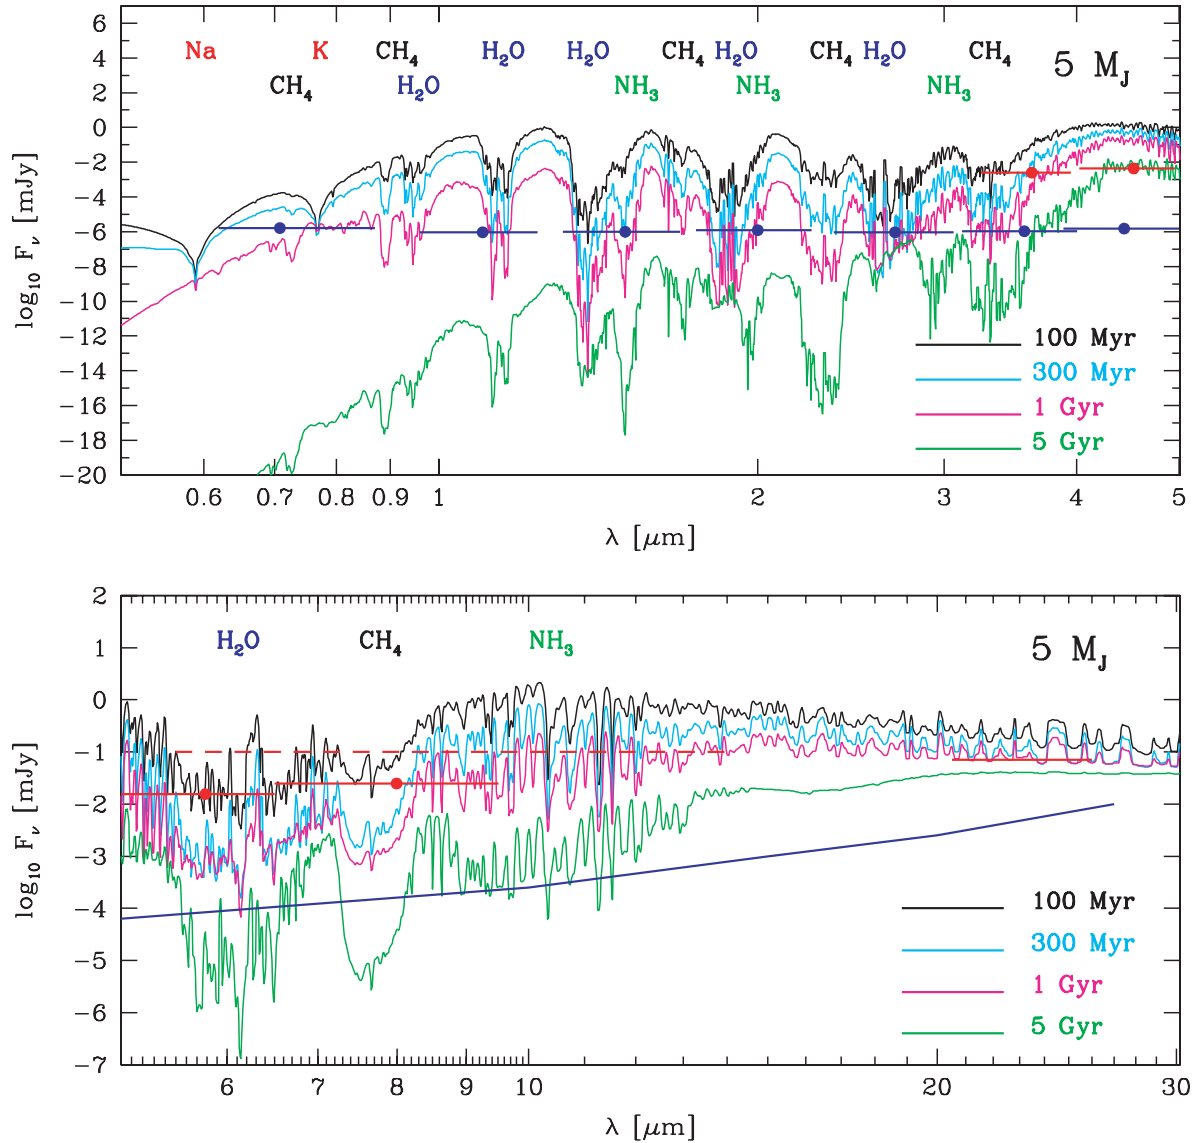 Na K CH₄ H₂O H₂O CH₄ H₂O CH₄ H₂O CH₄ 5 M_J
CH₄ H₂O NH₃ NH₃ NH₃
6
4
2
0
−2
−4
−6
−8
−10
−12
−14
−16
−18
−20
log₁₀ F_ν [mJy]
100 Myr
300 Myr
1 Gyr
5 Gyr
0.6 0.7 0.8 0.9 1 2 3 4 5
λ [μm]
H₂O CH₄ NH₃ 5 M_J
2
1
0
−1
−2
−3
−4
−5
−6
−7
log₁₀ F_ν [mJy]
100 Myr
300 Myr
1 Gyr
5 Gyr
6 7 8 9 10 20 30
λ [μm]